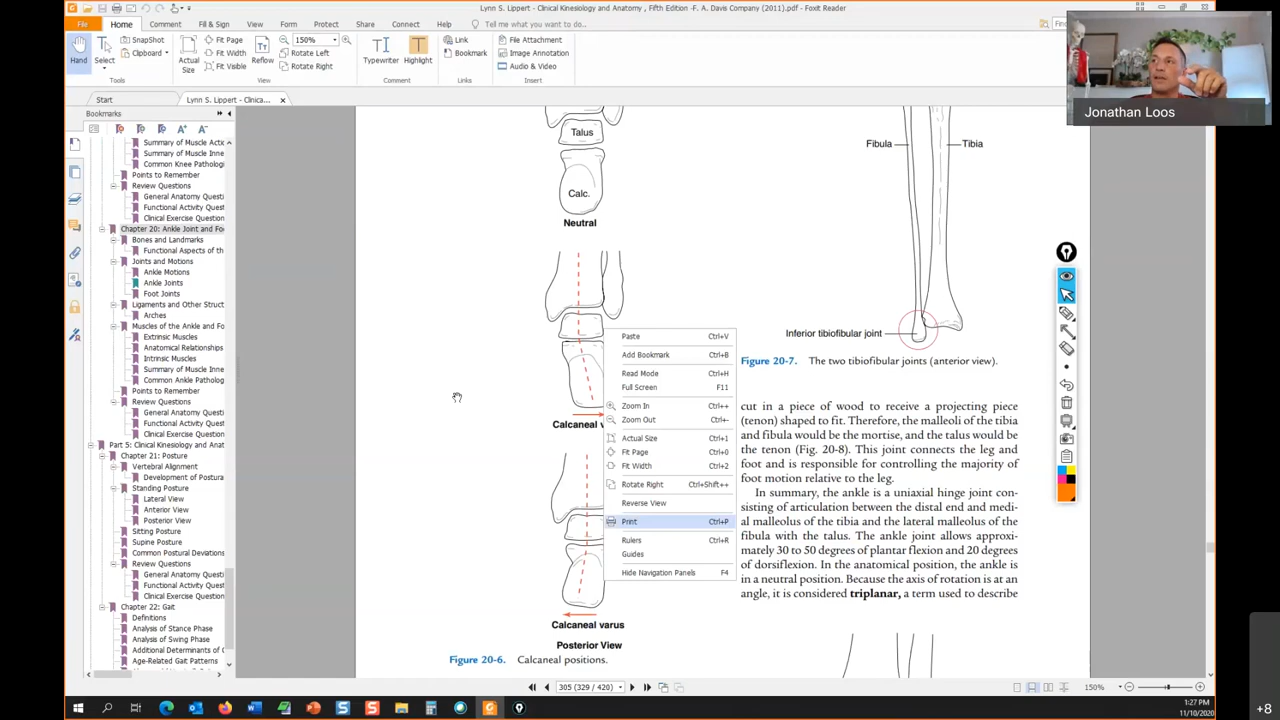 Lynn S. Lippert - Clinical Kinesiology and Anatomy , Fifth Edition -F. A. Davis Company (2011).pdf - Foxit Reader
File
Home
Comment
Fill & Sign
View
Form
Protect
Share
Connect
Help
Tell me what you want to do...
Find
Hand
Select
SnapShot
Clipboard
Tools
Actual Size
Fit Page
Fit Width
Fit Visible
Reflow
150%
Rotate Left
Rotate Right
View
Typewriter
Highlight
Comment
Link
Bookmark
Links
File Attachment
Image Annotation
Audio & Video
Insert
Jonathan Loos
Start
Lynn S. Lippert - Clinica...
Bookmarks
Summary of Muscle Actic
Summary of Muscle Inner
Common Knee Pathologi
Points to Remember
Review Questions
General Anatomy Questi
Functional Activity Quest
Clinical Exercise Question
Chapter 20: Ankle Joint and Foo
Bones and Landmarks
Functional Aspects of th
Joints and Motions
Ankle Motions
Ankle Joints
Foot Joints
Ligaments and Other Struct
Arches
Muscles of the Ankle and Fo
Extrinsic Muscles
Anatomical Relationships
Intrinsic Muscles
Summary of Muscle Inne
Common Ankle Patholog
Points to Remember
Review Questions
General Anatomy Questi
Functional Activity Quest
Clinical Exercise Question
Part 5: Clinical Kinesiology and Anat
Chapter 21: Posture
Vertebral Alignment
Development of Postura
Standing Posture
Lateral View
Anterior View
Posterior View
Sitting Posture
Supine Posture
Common Postural Deviations
Review Questions
General Anatomy Questi
Functional Activity Quest
Clinical Exercise Question
Chapter 22: Gait
Definitions
Analysis of Stance Phase
Analysis of Swing Phase
Additional Determinants of G
Age-Related Gait Patterns
Talus
Calc.
Neutral
Calcaneal v
Calcaneal varus
Posterior View
Figure 20-6. Calcaneal positions.
Paste Ctrl+V
Add Bookmark Ctrl+B
Read Mode Ctrl+H
Full Screen F11
Zoom In Ctrl++
Zoom Out Ctrl+-
Actual Size Ctrl+1
Fit Page Ctrl+0
Fit Width Ctrl+2
Rotate Right Ctrl+Shift++
Reverse View
Print Ctrl+P
Rulers Ctrl+R
Guides
Hide Navigation Panels F4
Fibula
Tibia
Inferior tibiofibular joint
Figure 20-7. The two tibiofibular joints (anterior view).
cut in a piece of wood to receive a projecting piece
(tenon) shaped to fit. Therefore, the malleoli of the tibia
and fibula would be the mortise, and the talus would be
the tenon (Fig. 20-8). This joint connects the leg and
foot and is responsible for controlling the majority of
foot motion relative to the leg.
In summary, the ankle is a uniaxial hinge joint con-
sisting of articulation between the distal end and medi-
al malleolus of the tibia and the lateral malleolus of the
fibula with the talus. The ankle joint allows approxi-
mately 30 to 50 degrees of plantar flexion and 20 degrees
of dorsiflexion. In the anatomical position, the ankle is
in a neutral position. Because the axis of rotation is at an
angle, it is considered triplanar, a term used to describe
305 (329 / 420)
150%
1:27 PM
11/10/2020
+8